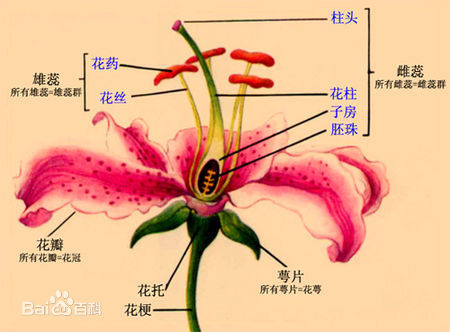 柱头
花药
雄蕊
所有雄蕊=雄蕊群
花丝
雌蕊
所有雌蕊=雌蕊群
花柱
子房
胚珠
花瓣
所有花瓣=花冠
萼片
所有萼片=花萼
花托
花梗
Bai百科